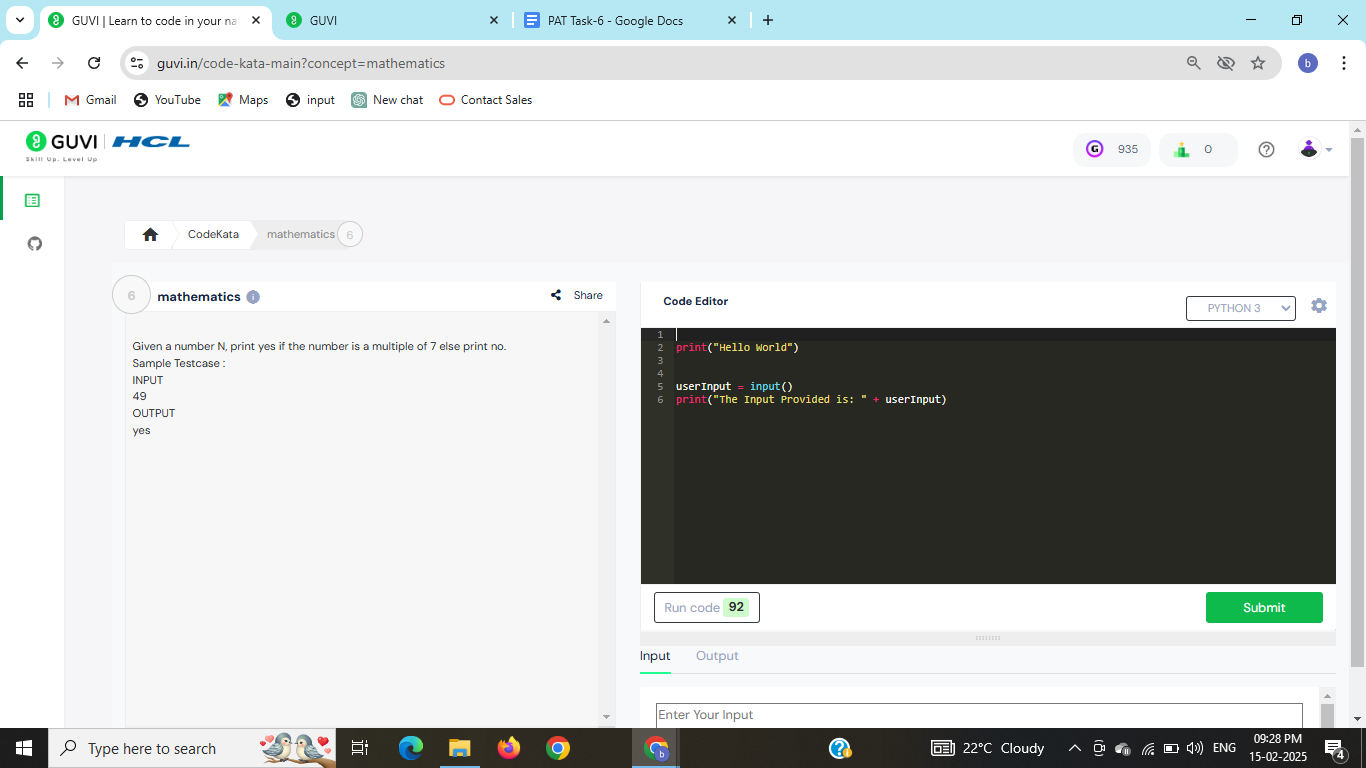 GUVI | Learn to code in your na
GUVI
PAT Task-6 - Google Docs
guvi.in/code-kata-main?concept=mathematics
b
Gmail
YouTube
Maps
input
New chat
Contact Sales
GUVI
HCL
Skill Up. Level Up
G
935
0
CodeKata
mathematics
6
6
mathematics
Share
Given a number N, print yes if the number is a multiple of 7 else print no.
Sample Testcase :
INPUT
49
OUTPUT
yes
Code Editor
PYTHON 3
1
2 print("Hello World")
3
4
5 userInput = input()
6 print("The Input Provided is: " + userInput)
Run code 92
Submit
Input
Output
Enter Your Input
Type here to search
22°C Cloudy
ENG
09:28 PM
15-02-2025
4